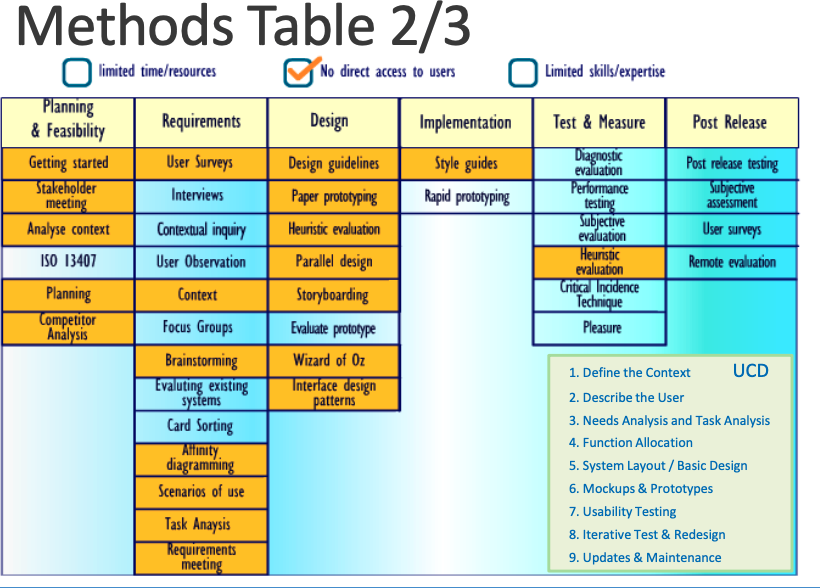 Methods Table 2/3
limited time/resources
No direct access to users
Limited skills/expertise
Planning
& Feasibility
Requirements
Design
Implementation
Test & Measure
Post Release
Getting started
User Surveys
Design guidelines
Style guides
Diagnostic
evaluation
Post release testing
Stakeholder
meeting
Interviews
Paper prototyping
Rapid prototyping
Performance
testing
Subjective
assessment
Analyse context
Contextual inquiry
Heuristic evaluation
Subjective
evaluation
User surveys
ISO 13407
User Observation
Parallel design
Heuristic
evaluation
Remote evaluation
Planning
Context
Storyboarding
Critical Incidence
Technique
Competitor
Analysis
Focus Groups
Evaluate prototype
Pleasure
Brainstorming
Wizard of Oz
Evaluting existing
systems
Interface design
patterns
Card Sorting
Affinity
diagramming
Scenarios of use
Task Anaysis
Requirements
meeting
1. Define the Context UCD
2. Describe the User
3. Needs Analysis and Task Analysis
4. Function Allocation
5. System Layout / Basic Design
6. Mockups & Prototypes
7. Usability Testing
8. Iterative Test & Redesign
9. Updates & Maintenance